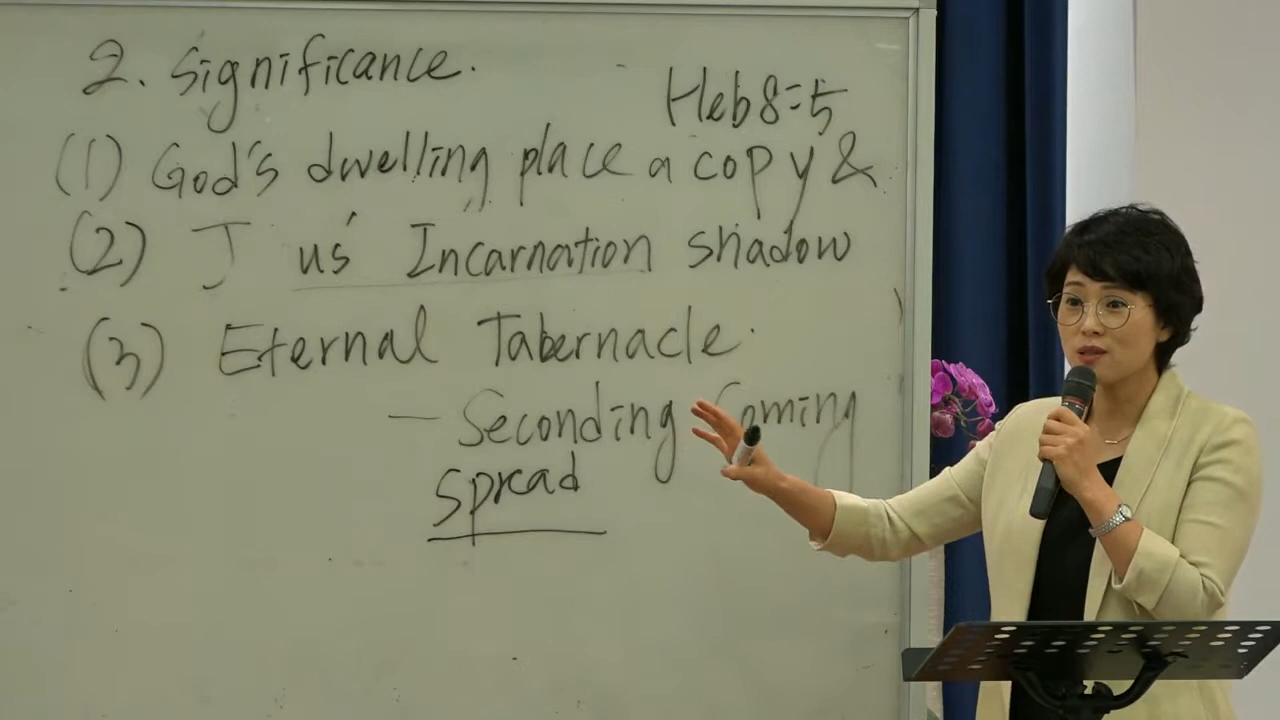 2. Significance.
Heb 8:5
(1) God's dwelling place a copy &
(2) J us' Incarnation shadow
(3) Eternal Tabernacle.
— Seconding Coming
spread